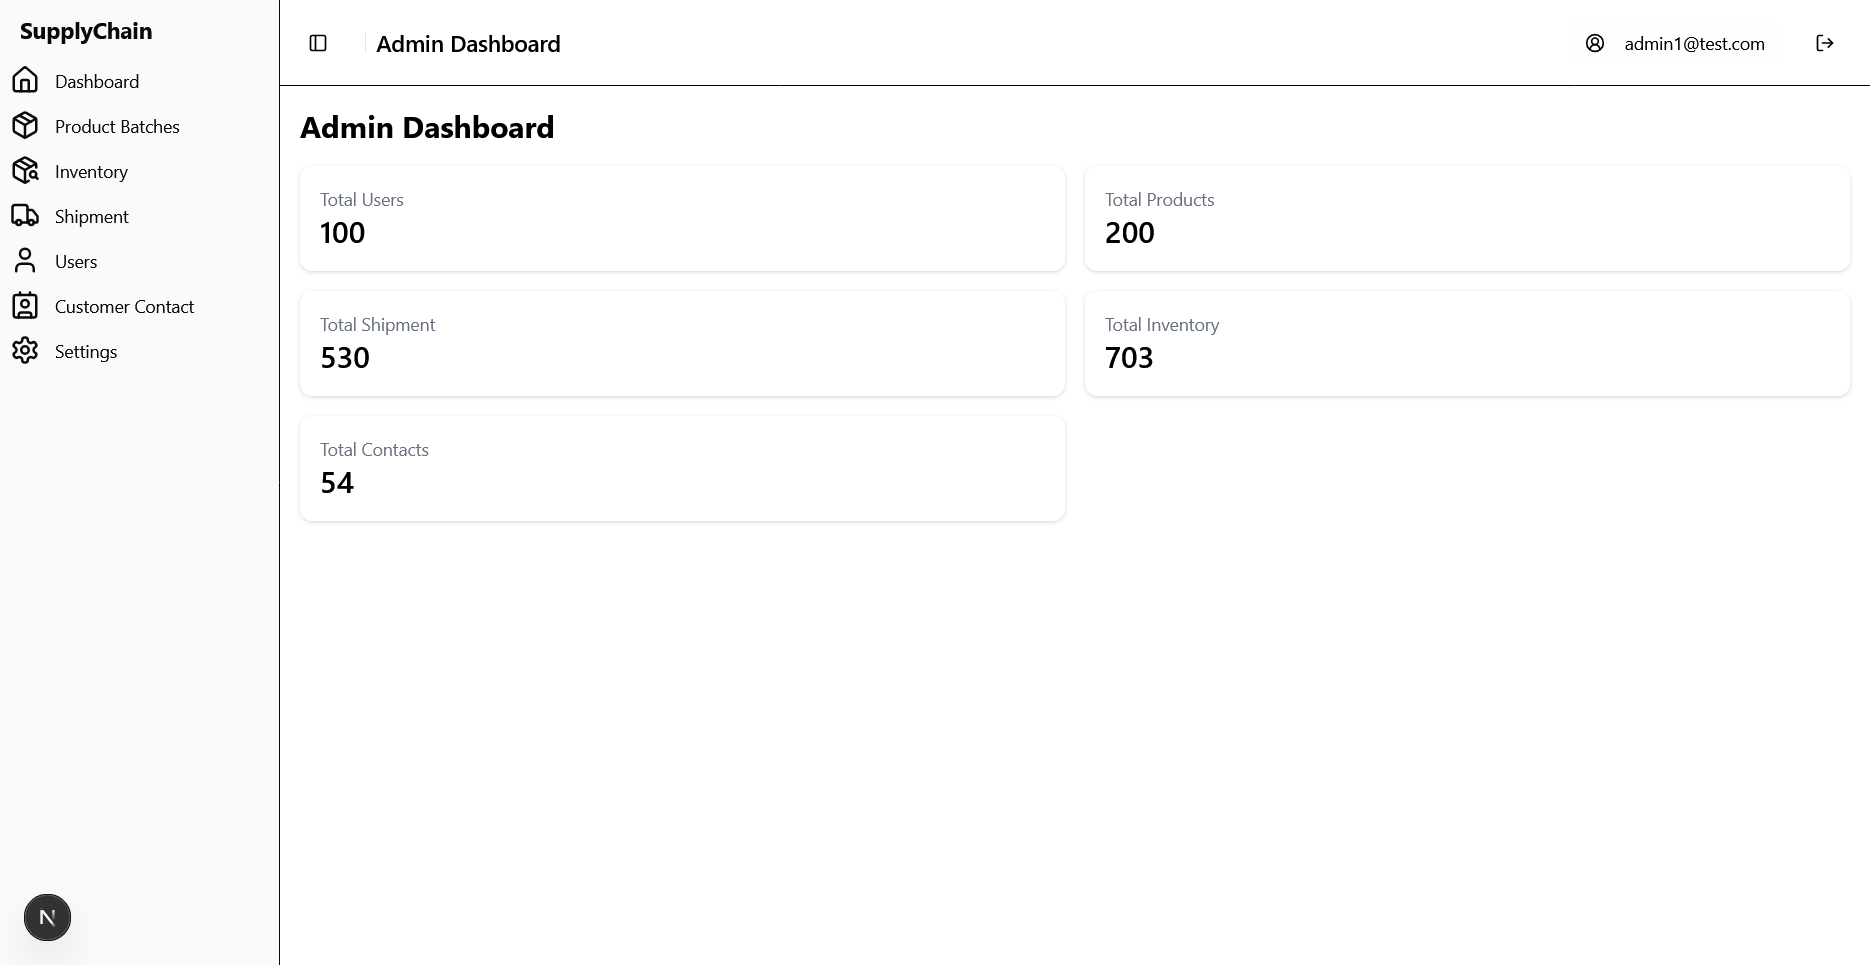 SupplyChain
Dashboard
Product Batches
Inventory
Shipment
Users
Customer Contact
Settings
N
Admin Dashboard
admin1@test.com
Admin Dashboard
Total Users
100
Total Products
200
Total Shipment
530
Total Inventory
703
Total Contacts
54